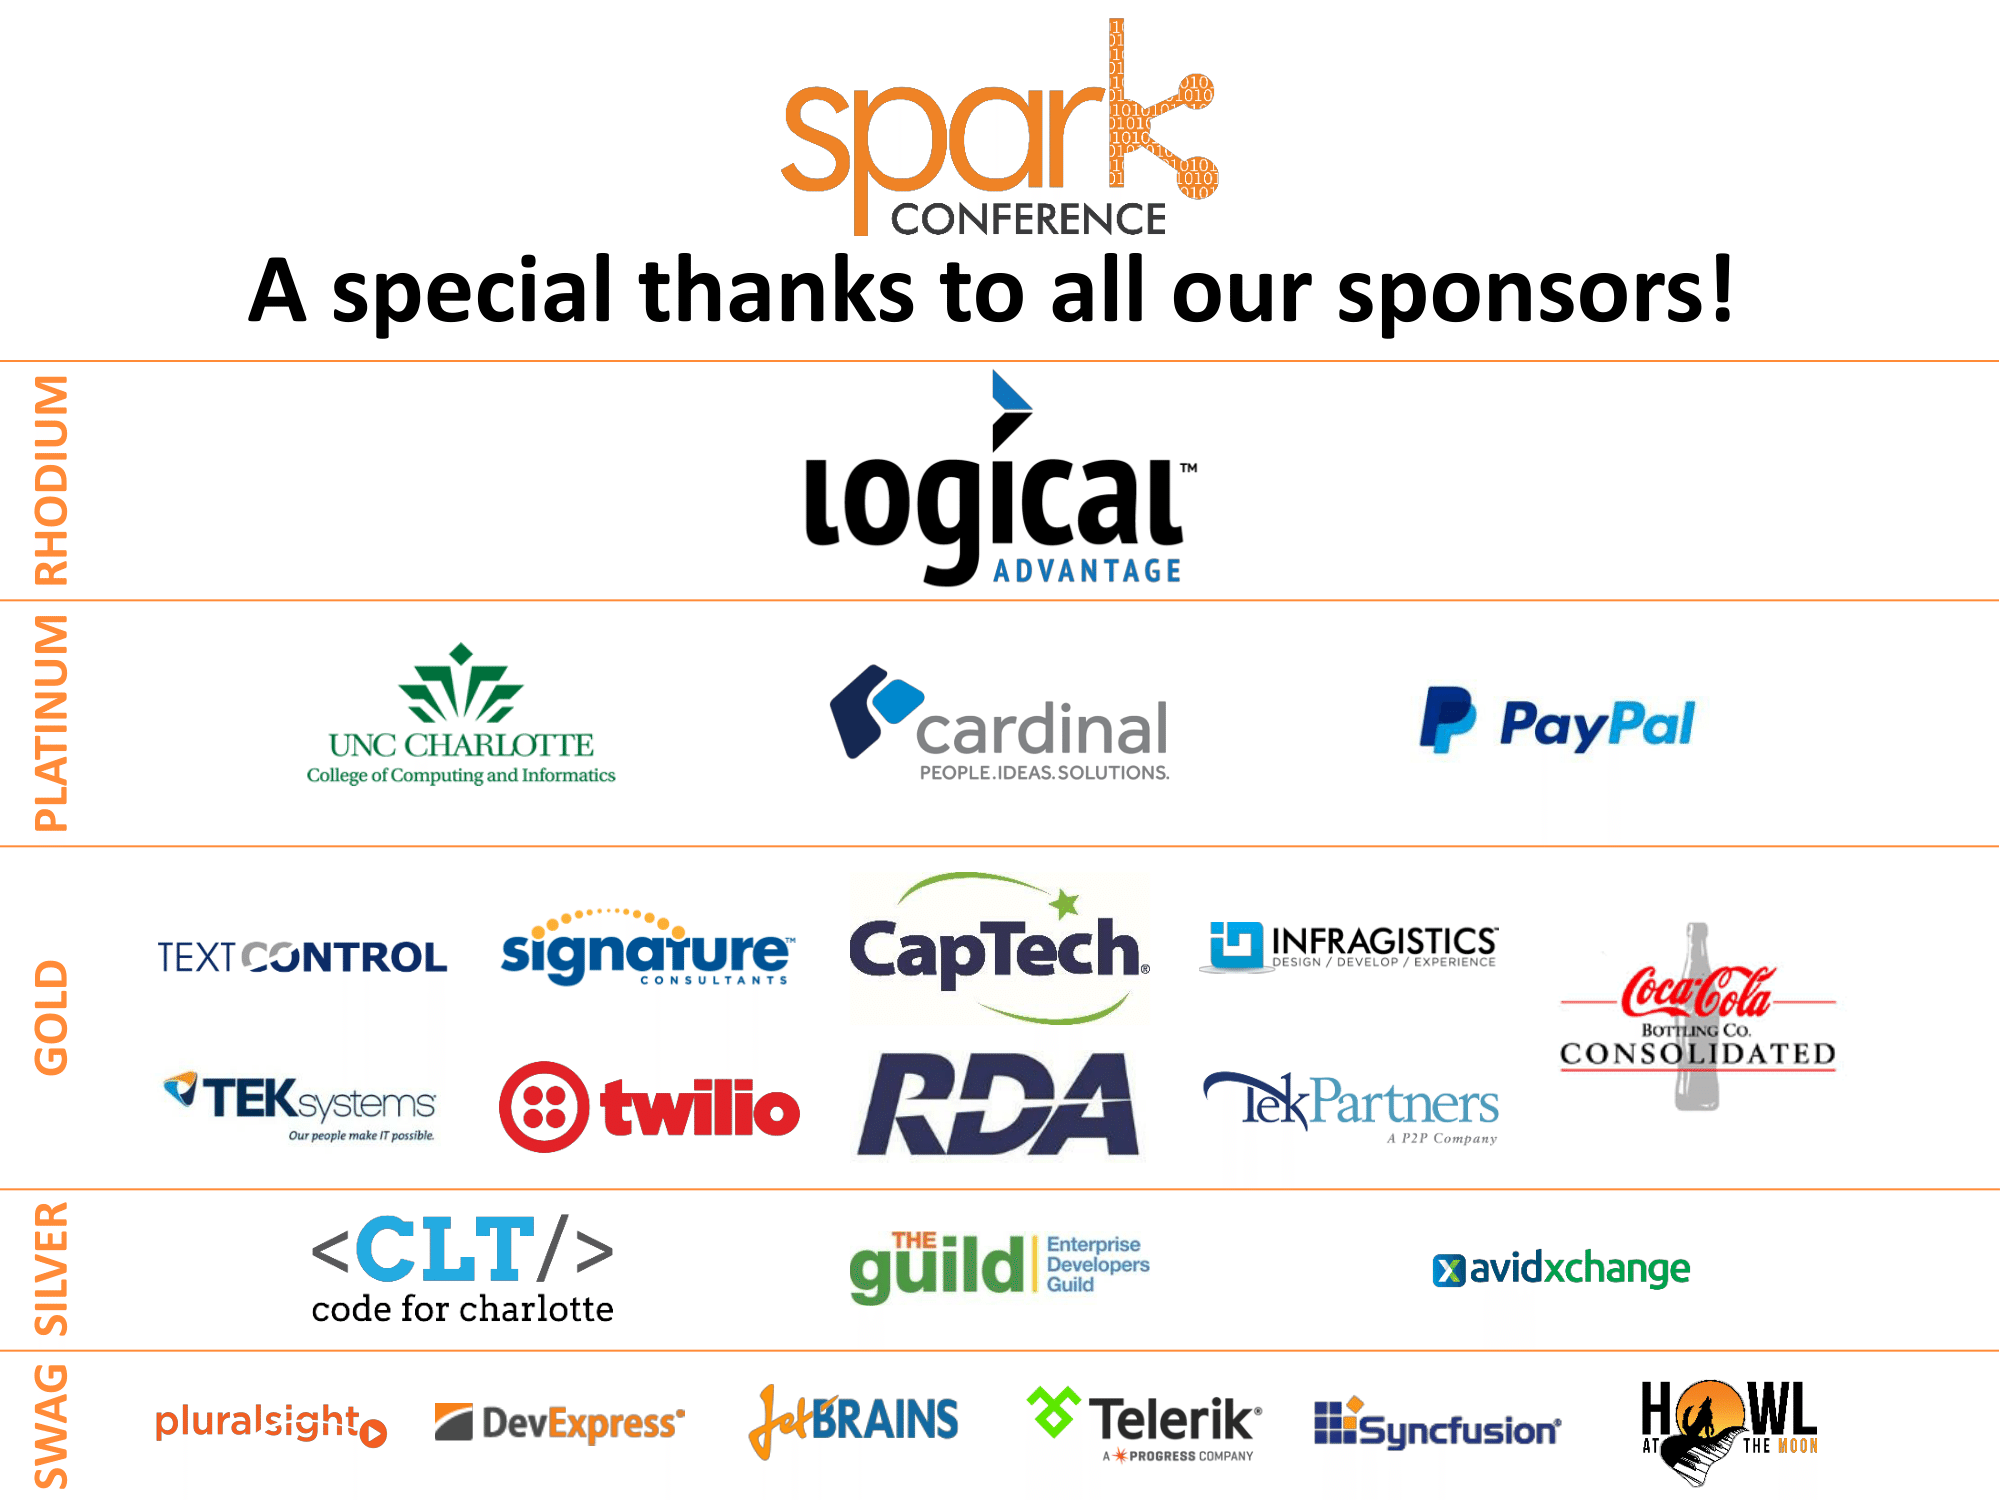 spark
CONFERENCE
A special thanks to all our sponsors!
RHODIUM
logical™
ADVANTAGE
PLATINUM
UNC CHARLOTTE
College of Computing and Informatics
cardinal
PEOPLE.IDEAS.SOLUTIONS.
PayPal
GOLD
TEXT CONTROL
signature™
CONSULTANTS
CapTech®
INFRAGISTICS™
DESIGN / DEVELOP / EXPERIENCE
Coca-Cola
BOTTLING CO.
CONSOLIDATED
TEKsystems
Our people make IT possible.
twilio
RDA
TekPartners
A P2P Company
SILVER
<CLT/>
code for charlotte
THE
guild
Enterprise
Developers
Guild
avidxchange
SWAG
pluralsight
DevExpress
JetBRAINS
Telerik
A PROGRESS COMPANY
Syncfusion
HOWL
AT THE MOON